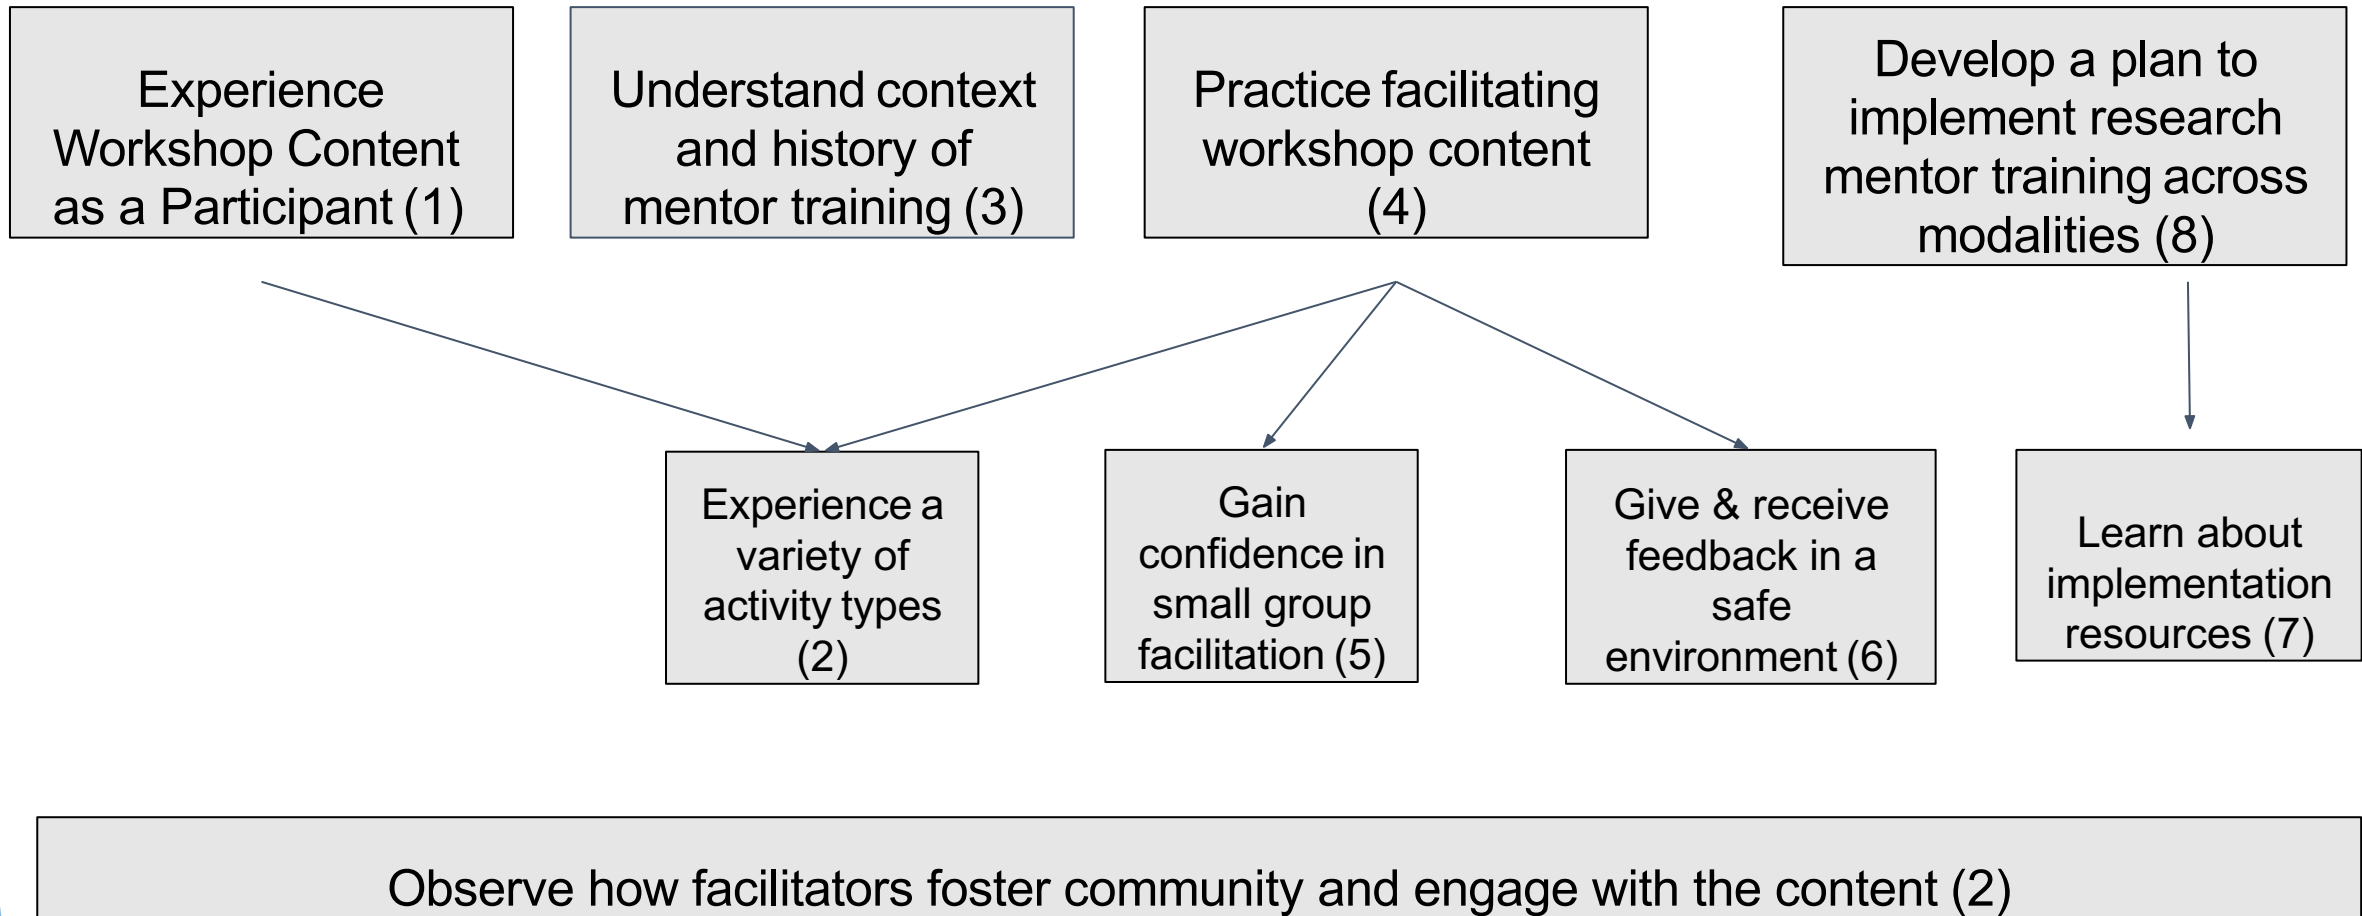 Experience
Workshop Content
as a Participant (1)
Understand context
and history of
mentor training (3)
Practice facilitating
workshop content
(4)
Develop a plan to
implement research
mentor training across
modalities (8)
Experience a
variety of
activity types
(2)
Gain
confidence in
small group
facilitation (5)
Give & receive
feedback in a
safe
environment (6)
Learn about
implementation
resources (7)
Observe how facilitators foster community and engage with the content (2)